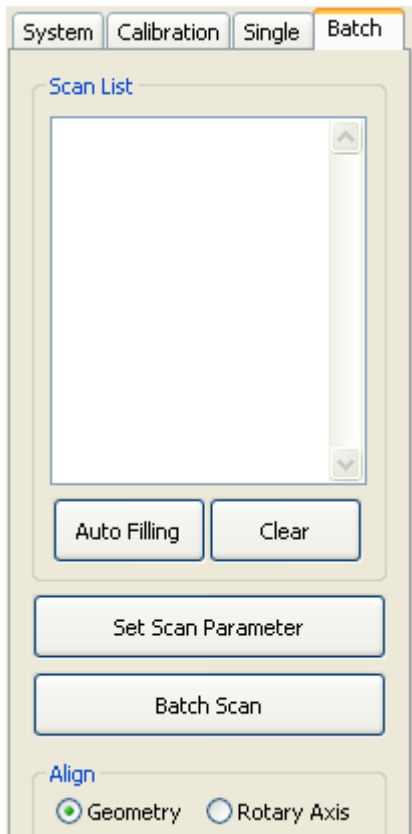 System Calibration Single Batch
Scan List
Auto Filling Clear
Set Scan Parameter
Batch Scan
Align
Geometry Rotary Axis